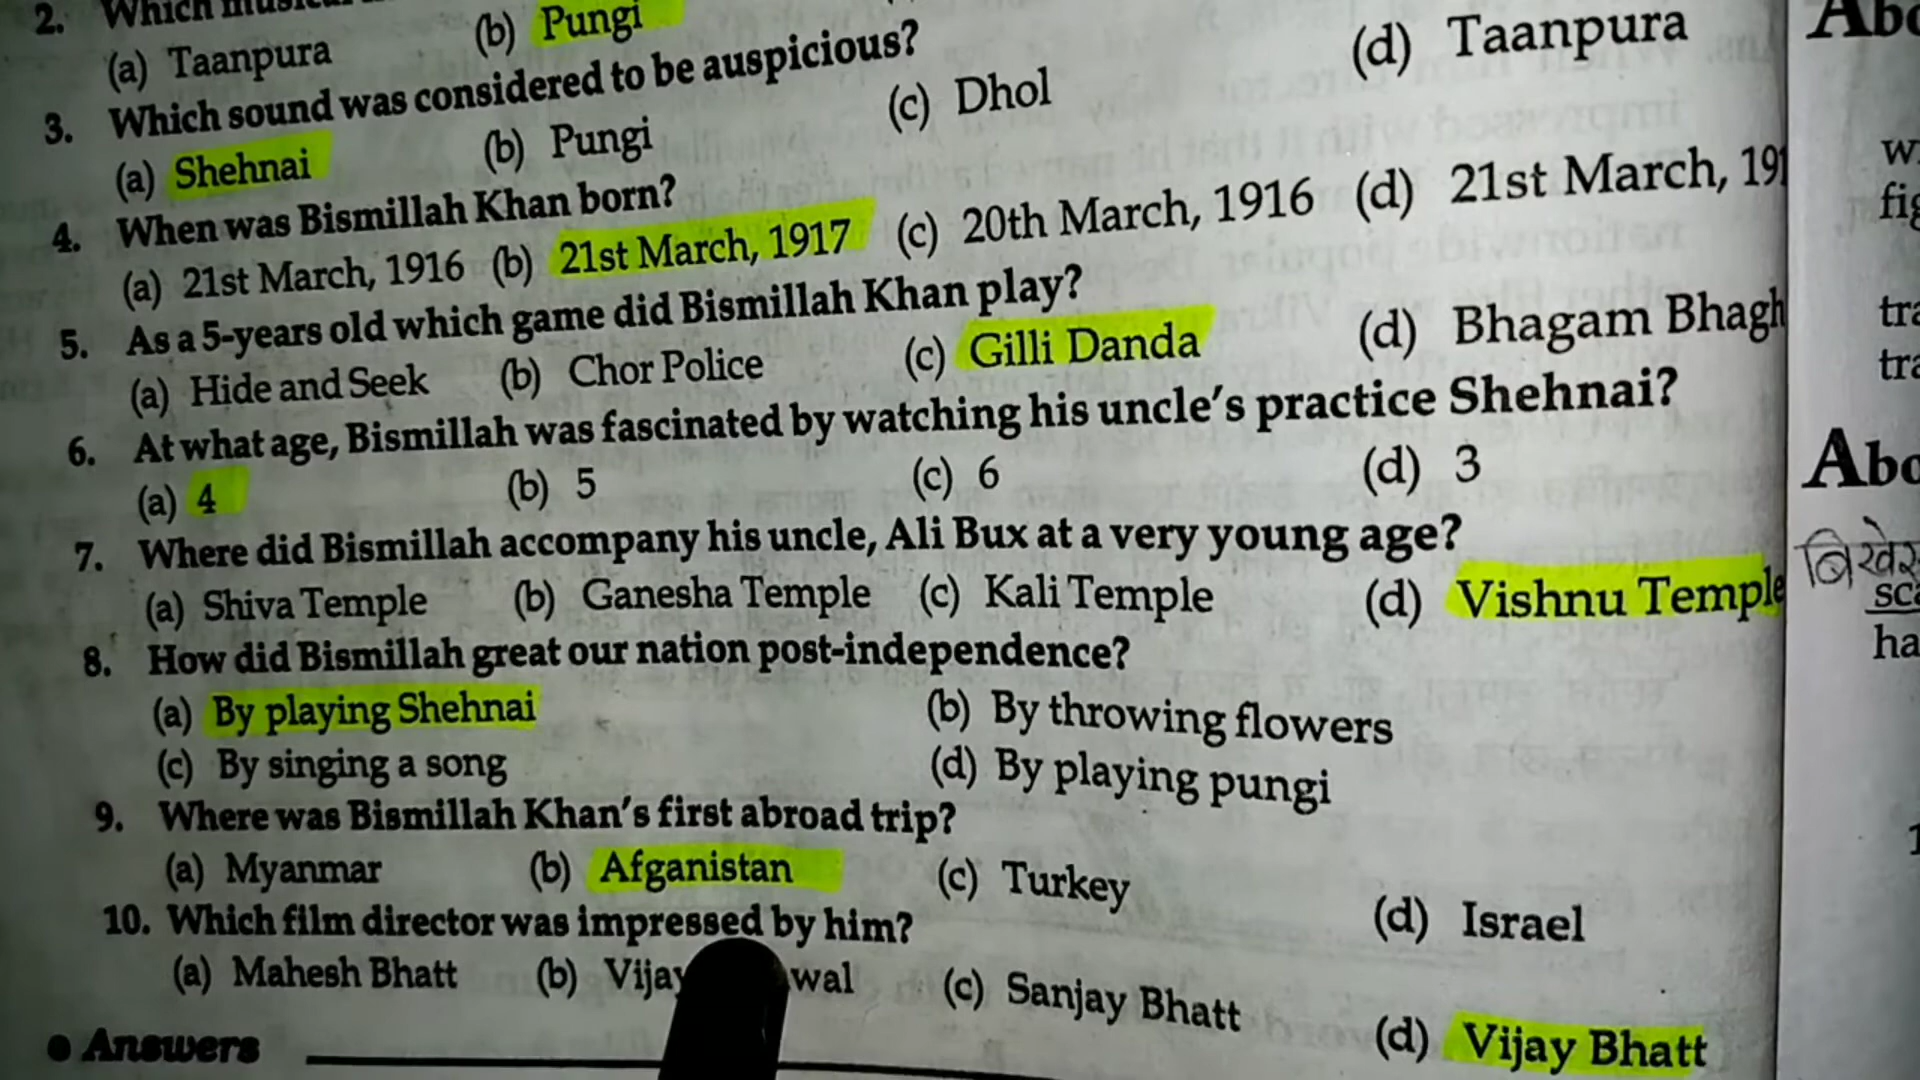 2. Which
(a) Taanpura (b) Pungi (d) Taanpura
3. Which sound was considered to be auspicious?
(a) Shehnai (b) Pungi (c) Dhol
4. When was Bismillah Khan born?
(a) 21st March, 1916 (b) 21st March, 1917 (c) 20th March, 1916 (d) 21st March, 191
5. As a 5-years old which game did Bismillah Khan play?
(a) Hide and Seek (b) Chor Police (c) Gilli Danda (d) Bhagam Bhagh
6. At what age, Bismillah was fascinated by watching his uncle's practice Shehnai?
(a) 4 (b) 5 (c) 6 (d) 3
7. Where did Bismillah accompany his uncle, Ali Bux at a very young age?
(a) Shiva Temple (b) Ganesha Temple (c) Kali Temple (d) Vishnu Temple
8. How did Bismillah great our nation post-independence?
(a) By playing Shehnai (b) By throwing flowers
(c) By singing a song (d) By playing pungi
9. Where was Bismillah Khan's first abroad trip?
(a) Myanmar (b) Afganistan (c) Turkey (d) Israel
10. Which film director was impressed by him?
(a) Mahesh Bhatt (b) Vijay wal (c) Sanjay Bhatt (d) Vijay Bhatt
● Answers